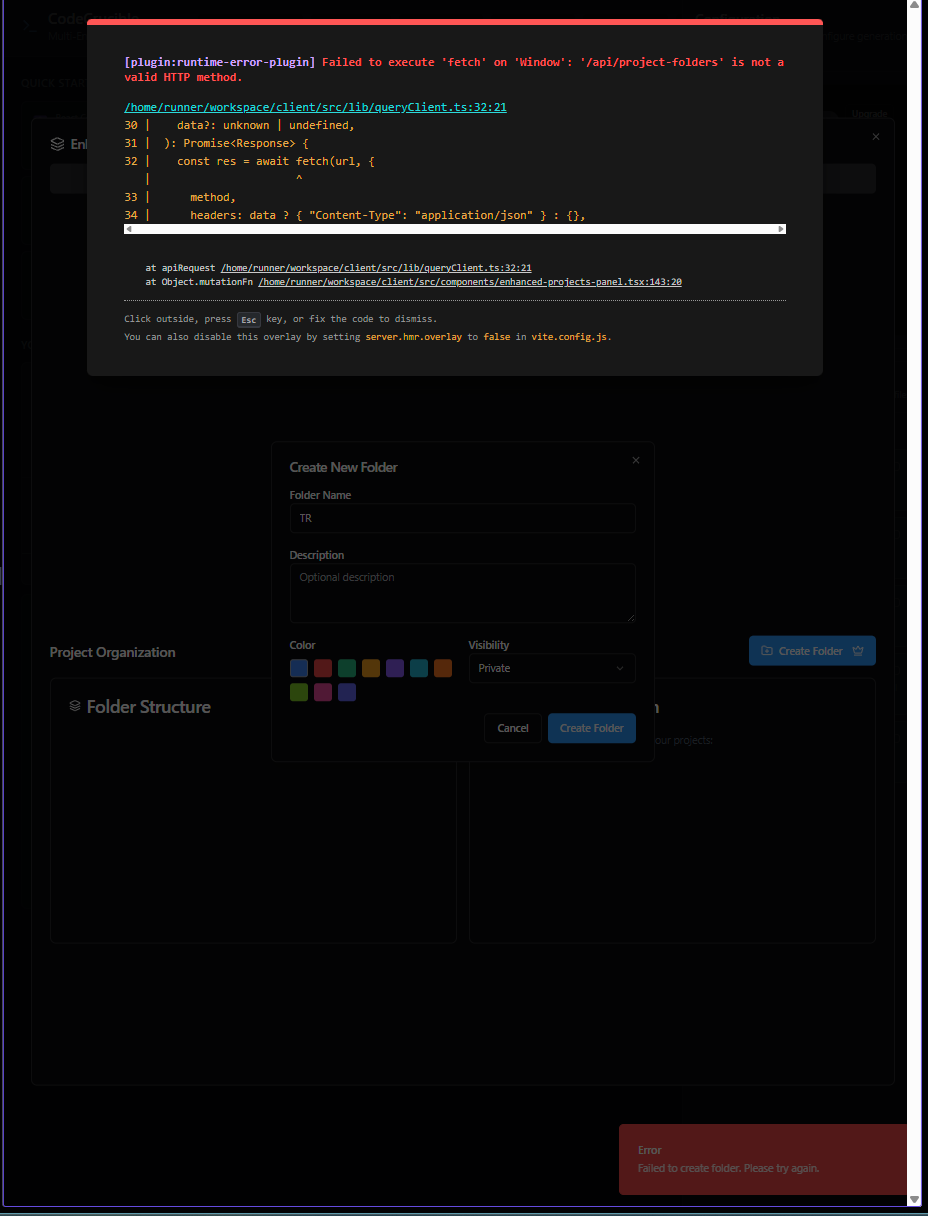 [plugin:runtime-error-plugin] Failed to execute 'fetch' on 'Window': '/api/project-folders' is not a
valid HTTP method.
/home/runner/workspace/client/src/lib/queryClient.ts:32:21
30 |    data?: unknown | undefined,
31 |  ): Promise<Response> {
32 |    const res = await fetch(url, {
   |                      ^
33 |      method,
34 |      headers: data ? { "Content-Type": "application/json" } : {},
at apiRequest /home/runner/workspace/client/src/lib/queryClient.ts:32:21
at Object.mutationFn /home/runner/workspace/client/src/components/enhanced-projects-panel.tsx:143:20
Click outside, press Esc key, or fix the code to dismiss.
You can also disable this overlay by setting server.hmr.overlay to false in vite.config.js.
QUICK STAR
Upgrade
Enh
Create New Folder
Folder Name
TR
Description
Optional description
Color
Visibility
Private
Cancel
Create Folder
Project Organization
Create Folder
Folder Structure
n
our projects:
Error
Failed to create folder. Please try again.